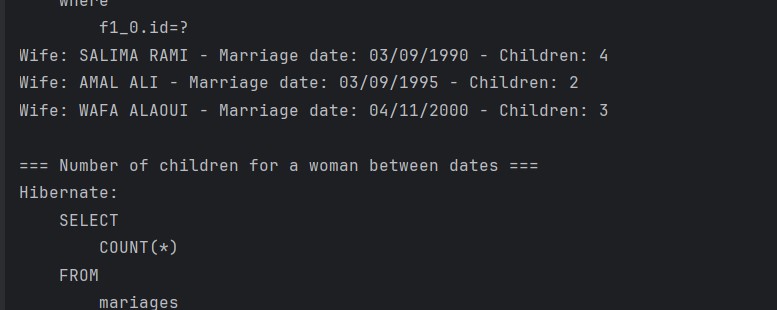 where
f1_0.id=?
Wife: SALIMA RAMI - Marriage date: 03/09/1990 - Children: 4
Wife: AMAL ALI - Marriage date: 03/09/1995 - Children: 2
Wife: WAFA ALAOUI - Marriage date: 04/11/2000 - Children: 3
=== Number of children for a woman between dates ===
Hibernate:
SELECT
COUNT(*)
FROM
mariages